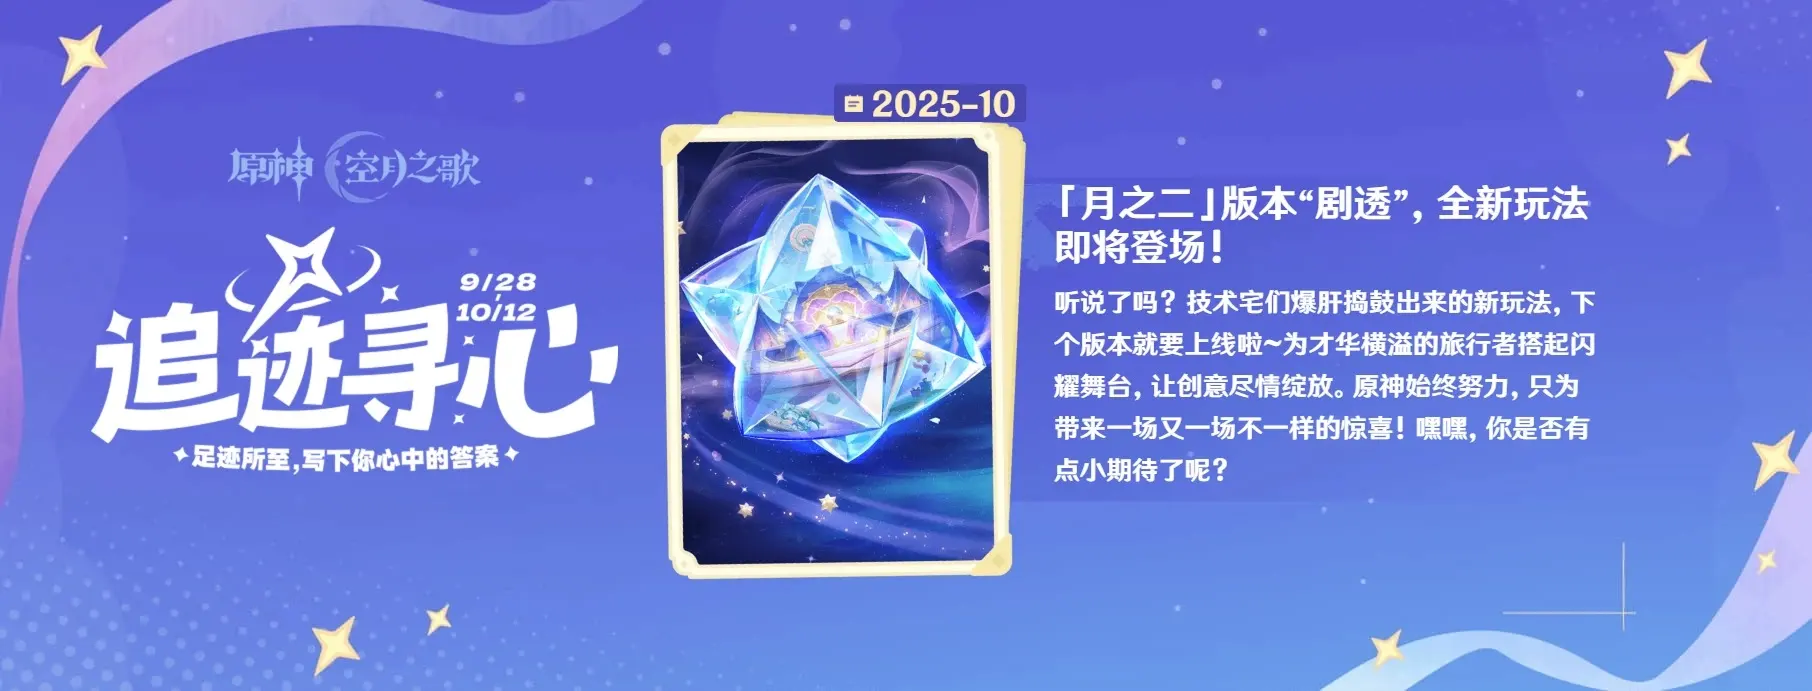 原神 空月之歌
追迹寻心
9/28
10/12
足迹所至，写下你心中的答案
2025-10
「月之二」版本“剧透”，全新玩法
即将登场！
听说了吗？技术宅们爆肝捣鼓出来的新玩法，下
个版本就要上线啦~为才华横溢的旅行者搭起闪
耀舞台，让创意尽情绽放。原神始终努力，只为
带来一场又一场不一样的惊喜！嘿嘿，你是否有
点小期待了呢？